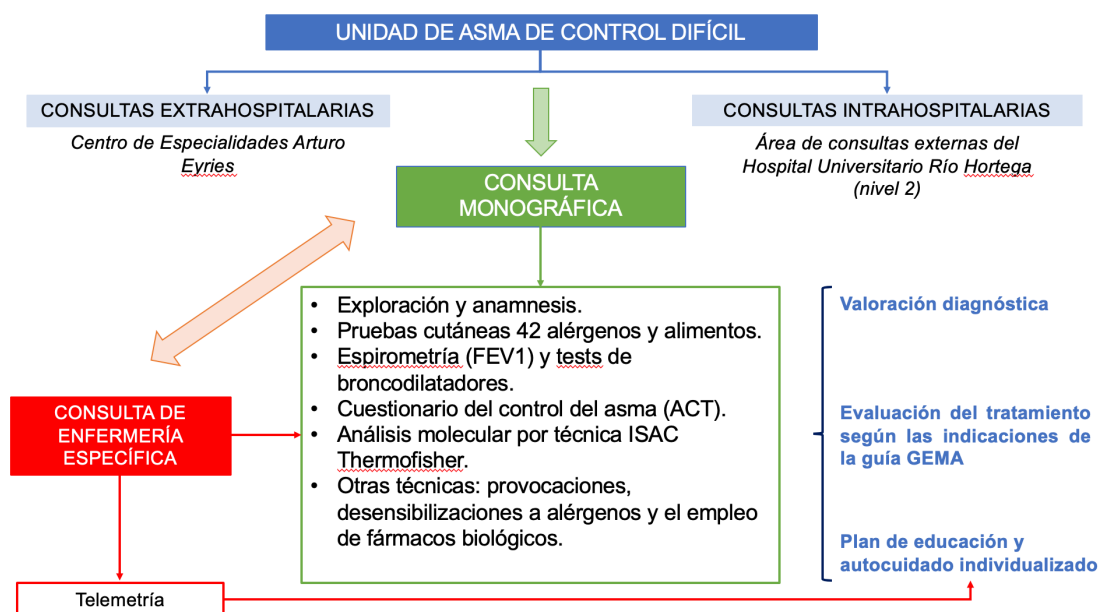 UNIDAD DE ASMA DE CONTROL DIFÍCIL
CONSULTAS EXTRAHOSPITALARIAS
Centro de Especialidades Arturo
Eyries
CONSULTAS INTRAHOSPITALARIAS
Área de consultas externas del
Hospital Universitario Río Hortega
(nivel 2)
CONSULTA
MONOGRÁFICA
• Exploración y anamnesis.
• Pruebas cutáneas 42 alérgenos y alimentos.
• Espirometría (FEV1) y tests de
broncodilatadores.
• Cuestionario del control del asma (ACT).
• Análisis molecular por técnica ISAC
Thermofisher.
• Otras técnicas: provocaciones,
desensibilizaciones a alérgenos y el empleo
de fármacos biológicos.
Valoración diagnóstica
Evaluación del tratamiento
según las indicaciones de
la guía GEMA
Plan de educación y
autocuidado individualizado
CONSULTA DE
ENFERMERÍA
ESPECÍFICA
Telemetría